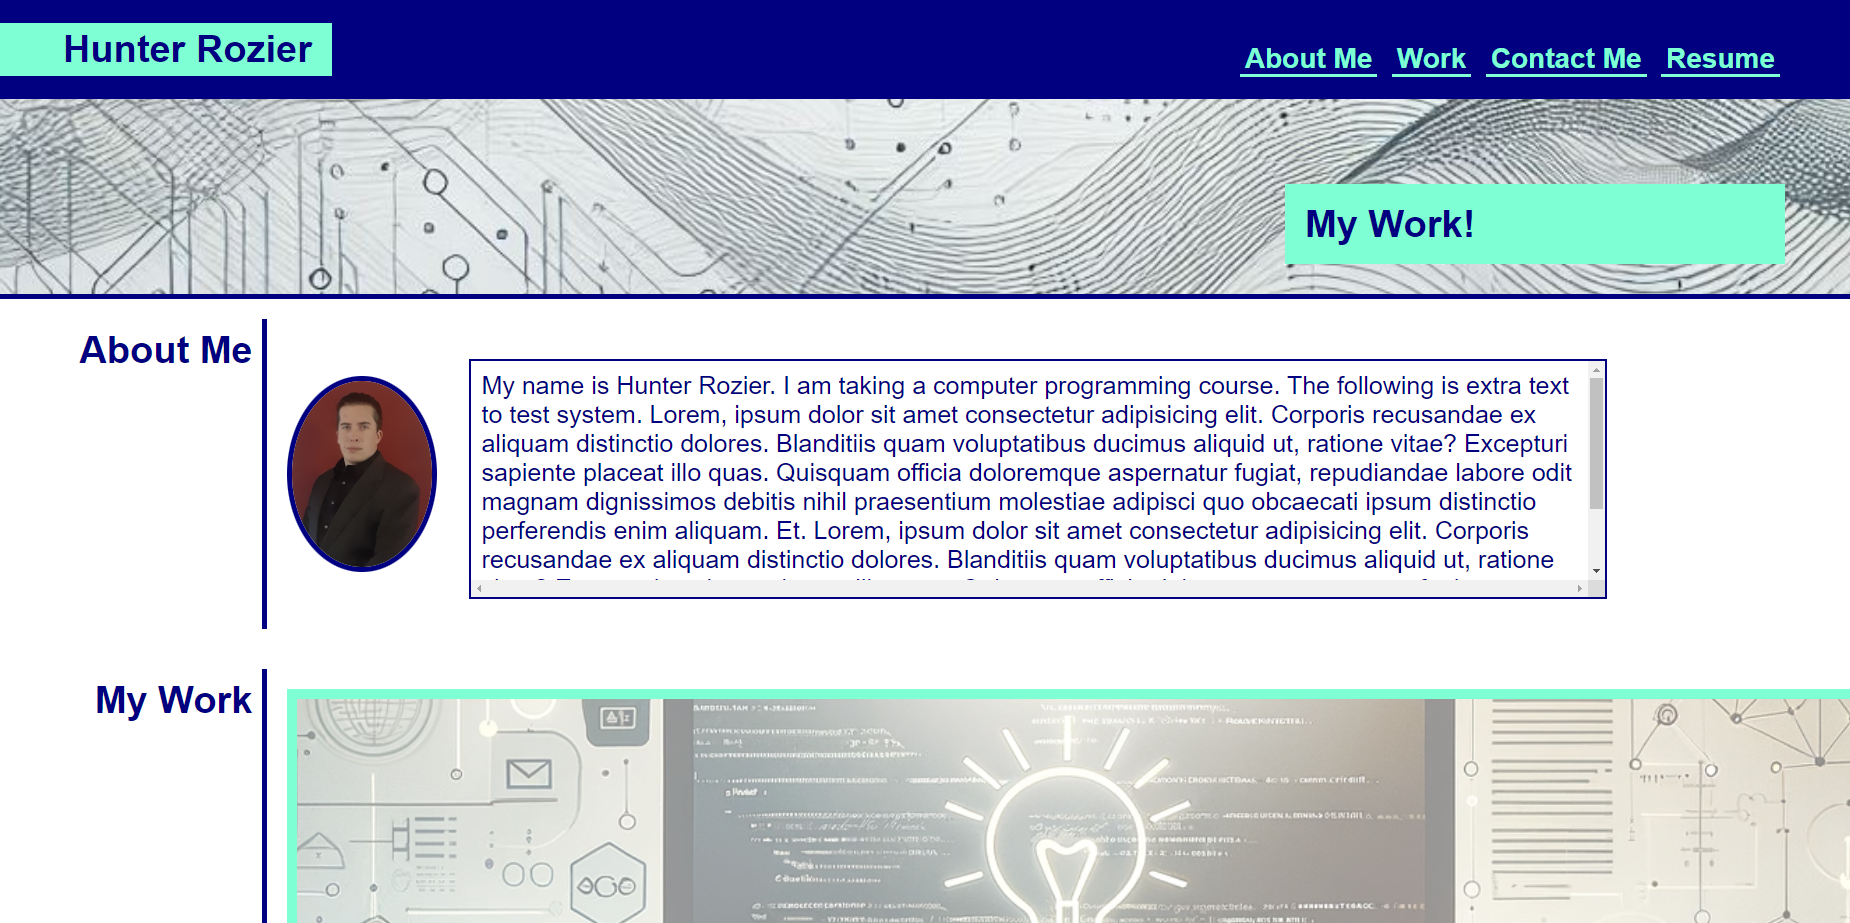 Hunter Rozier
About Me Work Contact Me Resume
My Work!
About Me
My name is Hunter Rozier. I am taking a computer programming course. The following is extra text
to test system. Lorem, ipsum dolor sit amet consectetur adipisicing elit. Corporis recusandae ex
aliquam distinctio dolores. Blanditiis quam voluptatibus ducimus aliquid ut, ratione vitae? Excepturi
sapiente placeat illo quas. Quisquam officia doloremque aspernatur fugiat, repudiandae labore odit
magnam dignissimos debitis nihil praesentium molestiae adipisci quo obcaecati ipsum distinctio
perferendis enim aliquam. Et. Lorem, ipsum dolor sit amet consectetur adipisicing elit. Corporis
recusandae ex aliquam distinctio dolores. Blanditiis quam voluptatibus ducimus aliquid ut, ratione
My Work